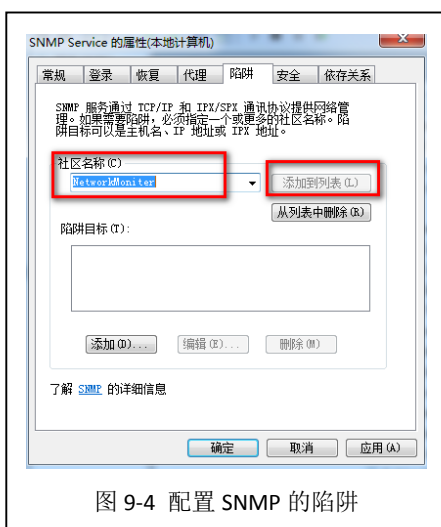 SNMP Service 的属性(本地计算机)
常规 登录 恢复 代理 陷阱 安全 依存关系
SNMP 服务通过 TCP/IP 和 IPX/SPX 通讯协议提供网络管
理。如果需要陷阱，必须指定一个或更多的社区名称。陷
阱目标可以是主机名、IP 地址或 IPX 地址。
社区名称(C)
NetworkMoniter
添加到列表(L)
从列表中删除(R)
陷阱目标(T):
添加(D)... 编辑(E)... 删除(M)
了解 SNMP 的详细信息
确定 取消 应用(A)
图 9-4 配置 SNMP 的陷阱